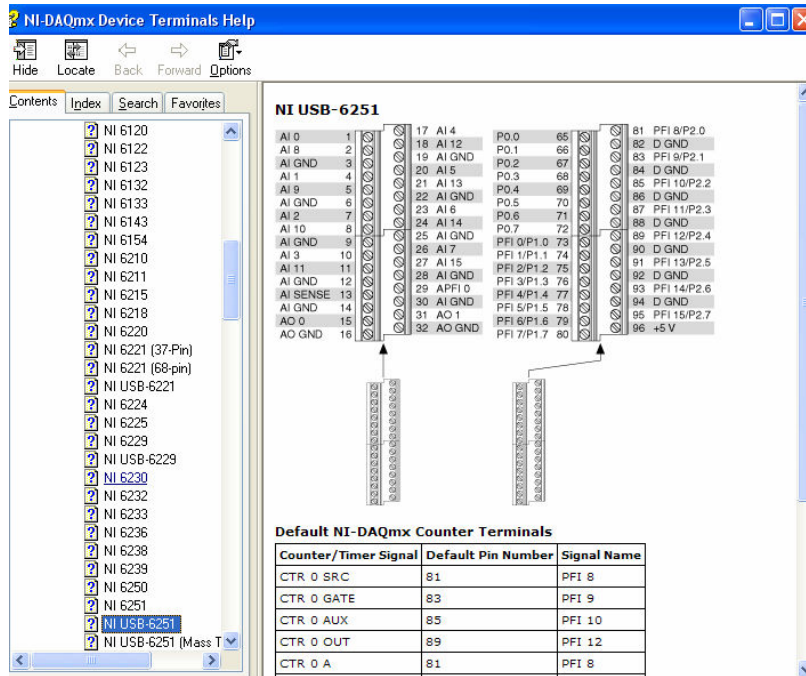 NI-DAQmx Device Terminals Help
Hide Locate Back Forward Options
Contents Index Search Favorites
NI 6120
NI 6122
NI 6123
NI 6132
NI 6133
NI 6143
NI 6154
NI 6210
NI 6211
NI 6215
NI 6218
NI 6220
NI 6221 (37-Pin)
NI 6221 (68-pin)
NI USB-6221
NI 6224
NI 6225
NI 6229
NI USB-6229
NI 6230
NI 6232
NI 6233
NI 6236
NI 6238
NI 6239
NI 6250
NI 6251
NI USB-6251
NI USB-6251 (Mass T
NI USB-6251
AI 0 1
AI 8 2
AI GND 3
AI 1 4
AI 9 5
AI GND 6
AI 2 7
AI 10 8
AI GND 9
AI 3 10
AI 11 11
AI GND 12
AI SENSE 13
AI GND 14
AO 0 15
AO GND 16
17 AI 4
18 AI 12
19 AI GND
20 AI 5
21 AI 13
22 AI GND
23 AI 6
24 AI 14
25 AI GND
26 AI 7
27 AI 15
28 AI GND
29 APFI 0
30 AI GND
31 AO 1
32 AO GND
P0.0 65
P0.1 66
P0.2 67
P0.3 68
P0.4 69
P0.5 70
P0.6 71
P0.7 72
PFI 0/P1.0 73
PFI 1/P1.1 74
PFI 2/P1.2 75
PFI 3/P1.3 76
PFI 4/P1.4 77
PFI 5/P1.5 78
PFI 6/P1.6 79
PFI 7/P1.7 80
81 PFI 8/P2.0
82 D GND
83 PFI 9/P2.1
84 D GND
85 PFI 10/P2.2
86 D GND
87 PFI 11/P2.3
88 D GND
89 PFI 12/P2.4
90 D GND
91 PFI 13/P2.5
92 D GND
93 PFI 14/P2.6
94 D GND
95 PFI 15/P2.7
96 +5 V
Default NI-DAQmx Counter Terminals
Counter/Timer Signal Default Pin Number Signal Name
CTR 0 SRC 81 PFI 8
CTR 0 GATE 83 PFI 9
CTR 0 AUX 85 PFI 10
CTR 0 OUT 89 PFI 12
CTR 0 A 81 PFI 8